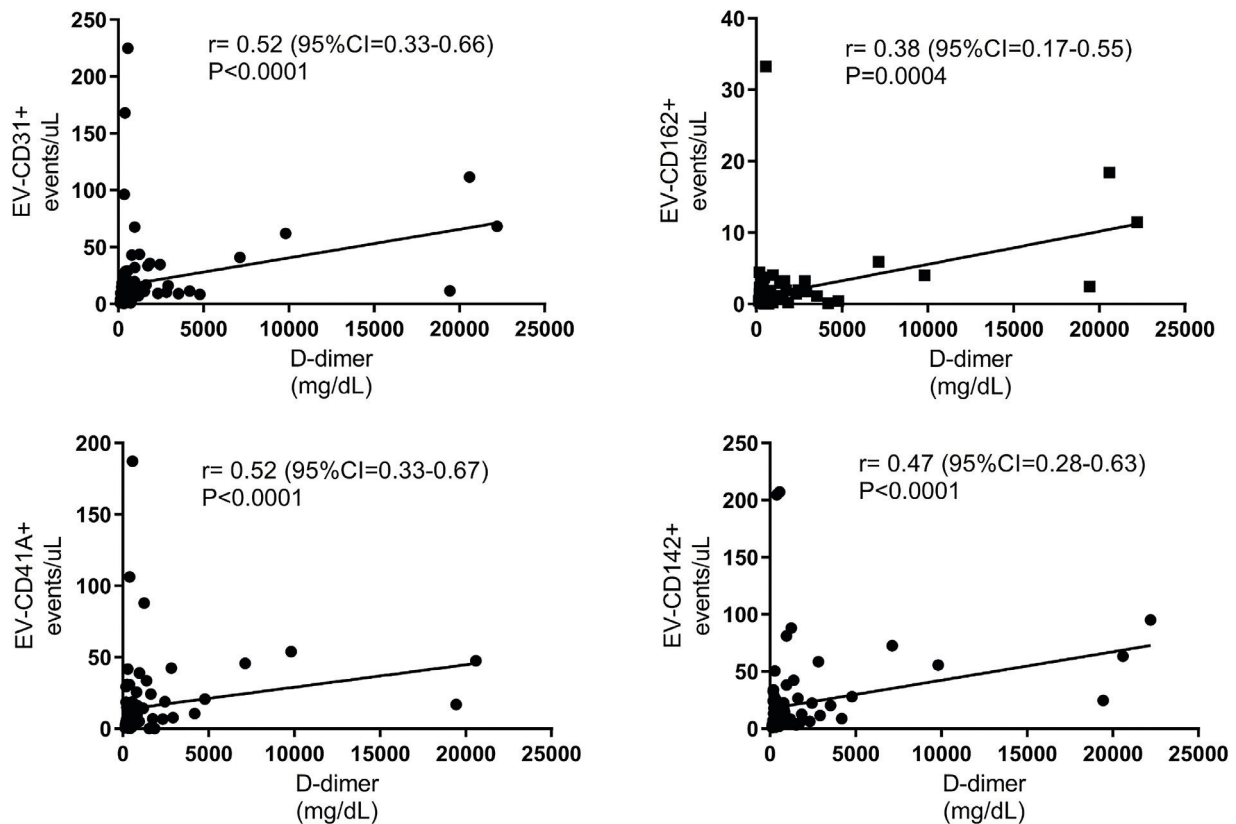 r= 0.52 (95%CI=0.33-0.66)
P<0.0001
EV-CD31+
events/uL
250
200
150
100
50
0
0 5000 10000 15000 20000 25000
D-dimer
(mg/dL)
r= 0.38 (95%CI=0.17-0.55)
P=0.0004
EV-CD162+
events/uL
40
30
20
10
0
0 5000 10000 15000 20000 25000
D-dimer
(mg/dL)
r= 0.52 (95%CI=0.33-0.67)
P<0.0001
EV-CD41A+
events/uL
200
150
100
50
0
0 5000 10000 15000 20000 25000
D-dimer
(mg/dL)
r= 0.47 (95%CI=0.28-0.63)
P<0.0001
EV-CD142+
events/uL
250
200
150
100
50
0
0 5000 10000 15000 20000 25000
D-dimer
(mg/dL)